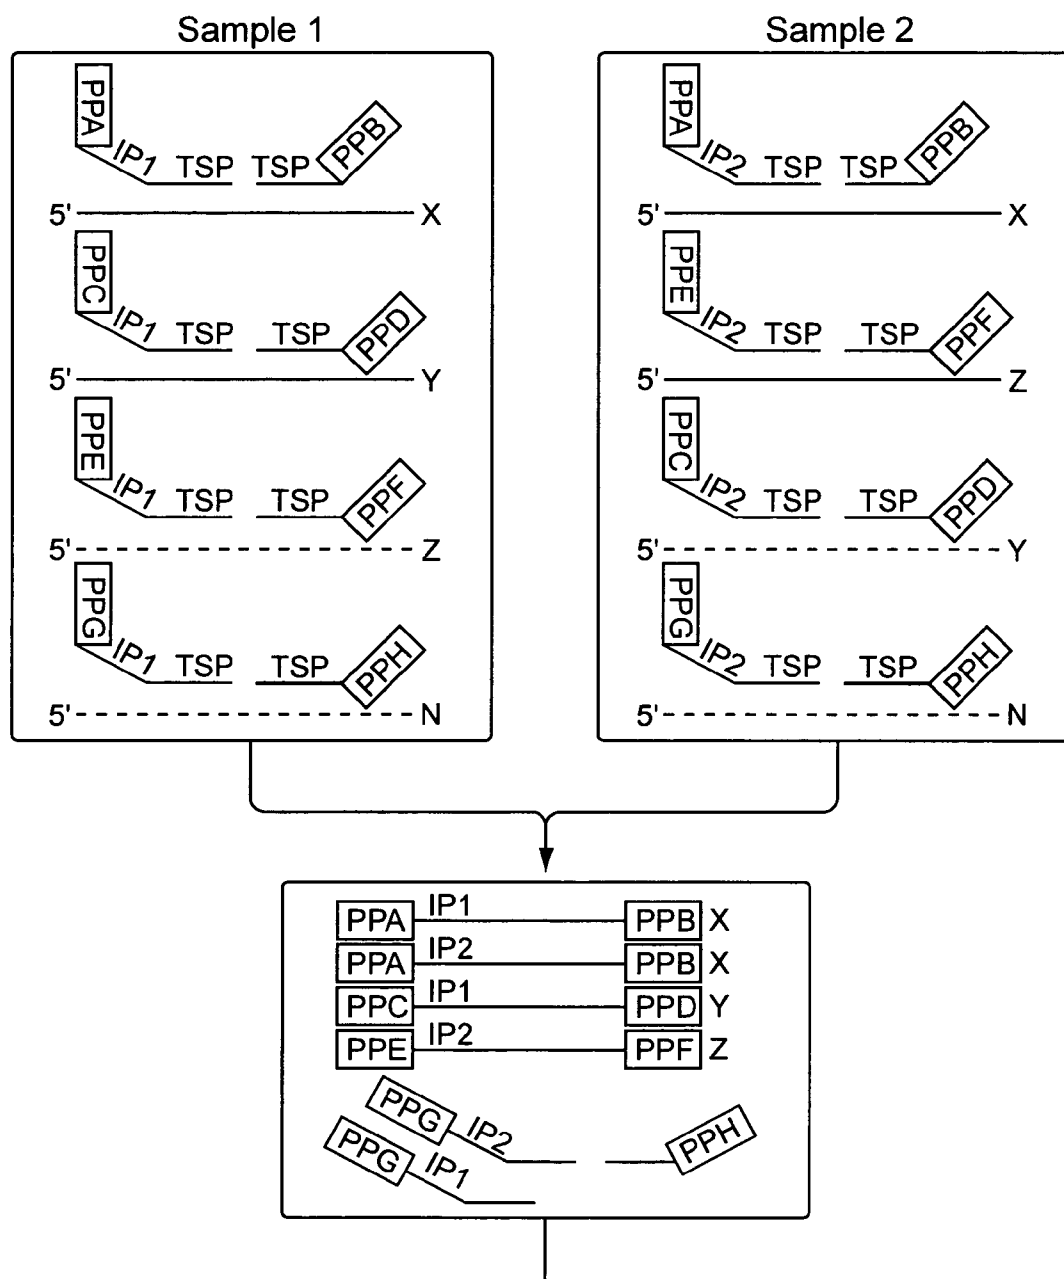 Sample 1
PPA IP1 TSP TSP PPB
5' X
PPC IP1 TSP TSP PPD
5' Y
PPE IP1 TSP TSP PPF
5' Z
PPG IP1 TSP TSP PPH
5' N
Sample 2
PPA IP2 TSP TSP PPB
5' X
PPE IP2 TSP TSP PPF
5' Z
PPC IP2 TSP TSP PPD
5' Y
PPG IP2 TSP TSP PPH
5' N
PPA IP1 PPB X
PPA IP2 PPB X
PPC IP1 PPD Y
PPE IP2 PPF Z
PPG IP2 PPH
PPG IP1